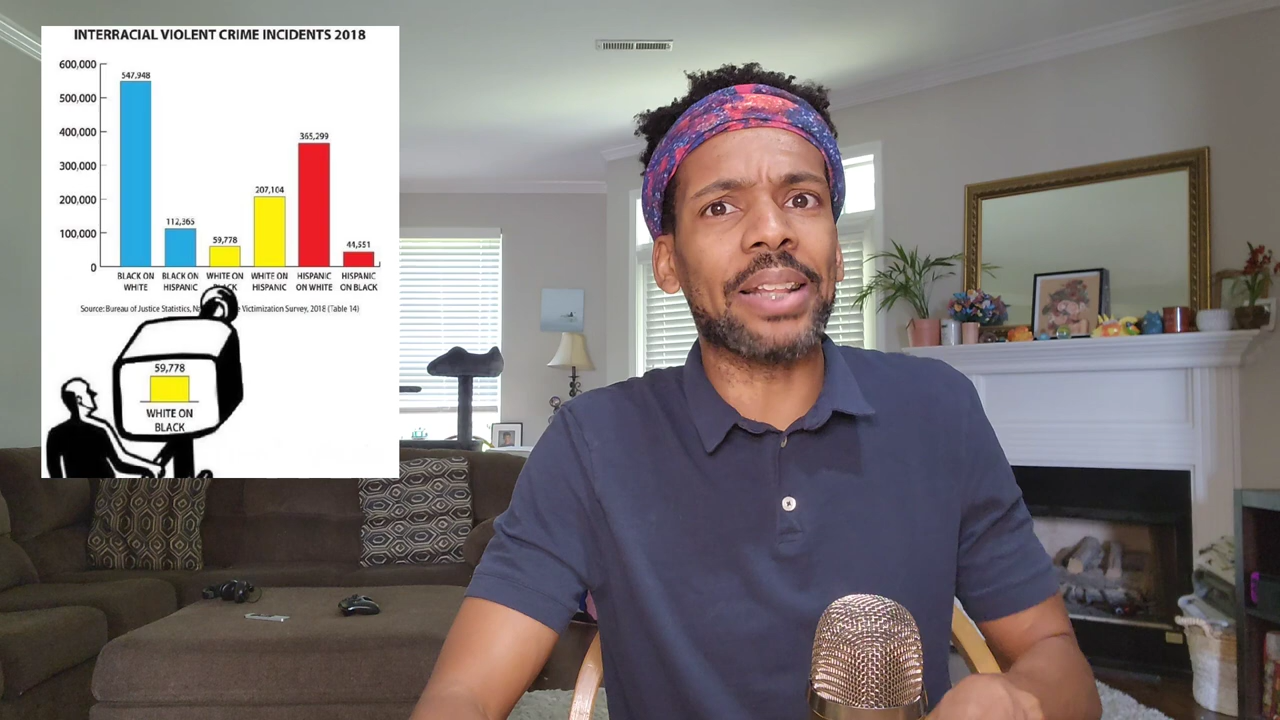 INTERRACIAL VIOLENT CRIME INCIDENTS 2018
600,000
500,000
400,000
300,000
200,000
100,000
0
547,948
112,365
59,778
207,104
365,299
44,551
BLACK ON WHITE
BLACK ON HISPANIC
WHITE ON
WHITE ON HISPANIC
HISPANIC ON WHITE
HISPANIC ON BLACK
Source: Bureau of Justice Statistics, Victimization Survey, 2018 (Table 14)
59,778
WHITE ON
BLACK